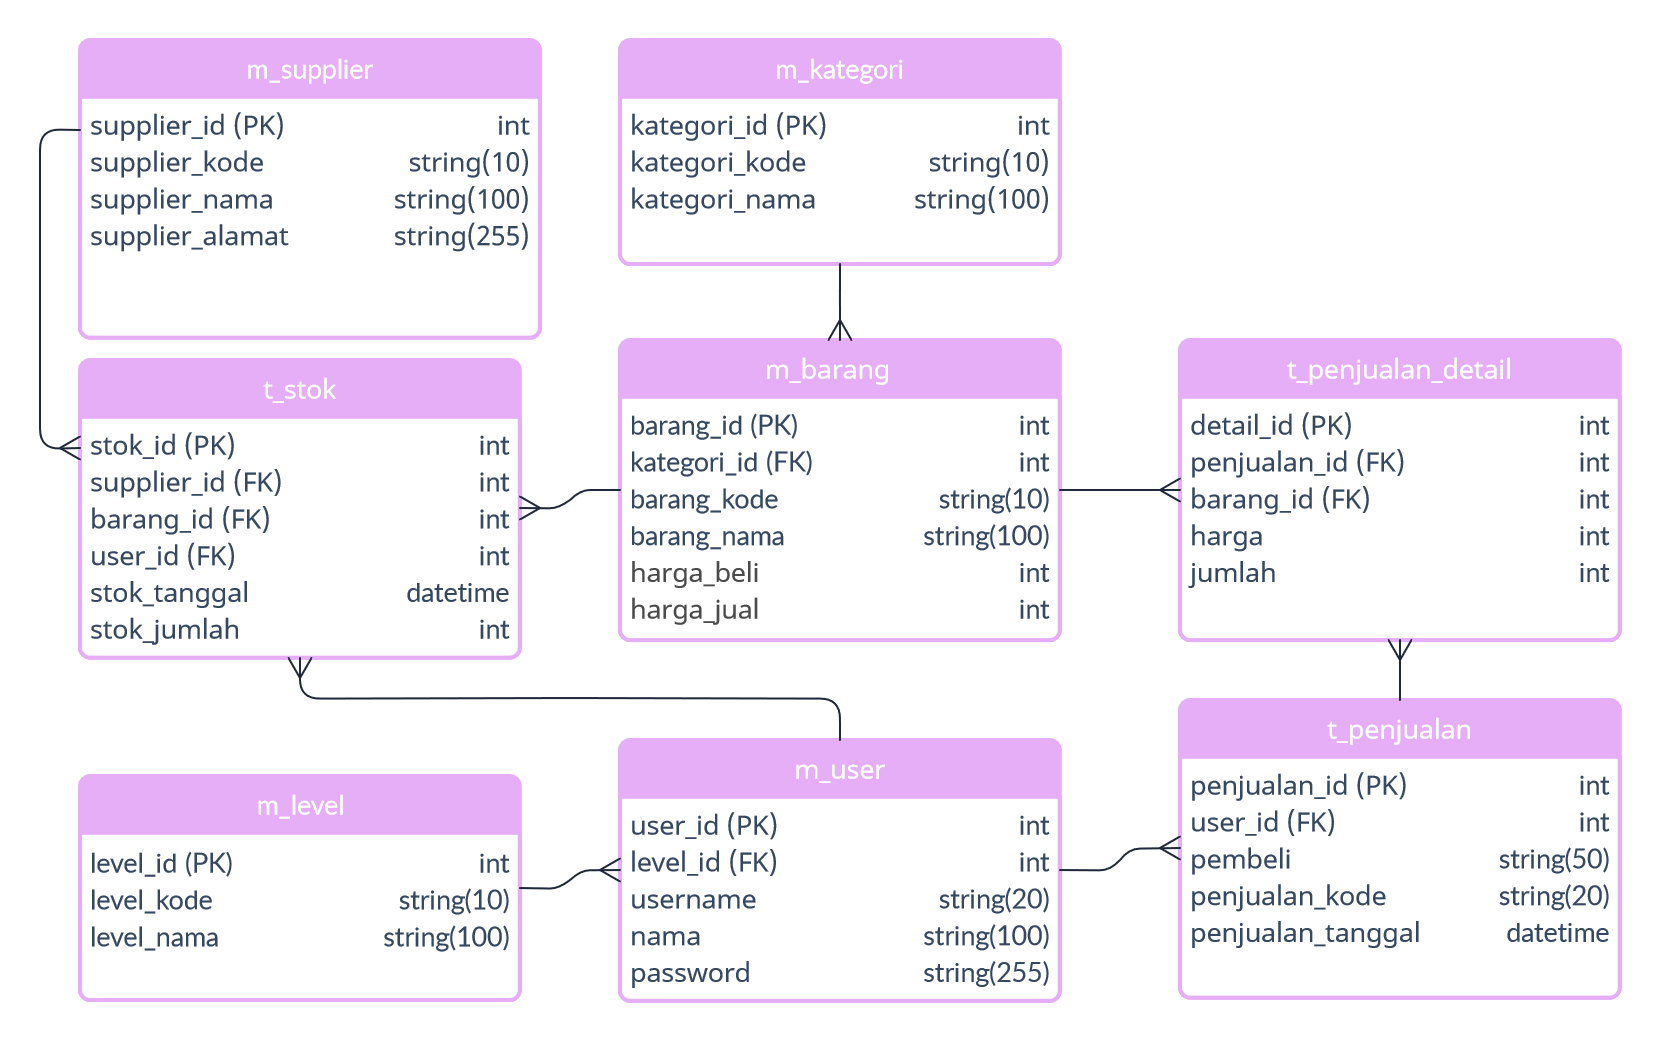 m_supplier
supplier_id (PK) int
supplier_kode string(10)
supplier_nama string(100)
supplier_alamat string(255)
m_kategori
kategori_id (PK) int
kategori_kode string(10)
kategori_nama string(100)
t_stok
stok_id (PK) int
supplier_id (FK) int
barang_id (FK) int
user_id (FK) int
stok_tanggal datetime
stok_jumlah int
m_barang
barang_id (PK) int
kategori_id (FK) int
barang_kode string(10)
barang_nama string(100)
harga_beli int
harga_jual int
t_penjualan_detail
detail_id (PK) int
penjualan_id (FK) int
barang_id (FK) int
harga int
jumlah int
m_level
level_id (PK) int
level_kode string(10)
level_nama string(100)
m_user
user_id (PK) int
level_id (FK) int
username string(20)
nama string(100)
password string(255)
t_penjualan
penjualan_id (PK) int
user_id (FK) int
pembeli string(50)
penjualan_kode string(20)
penjualan_tanggal datetime